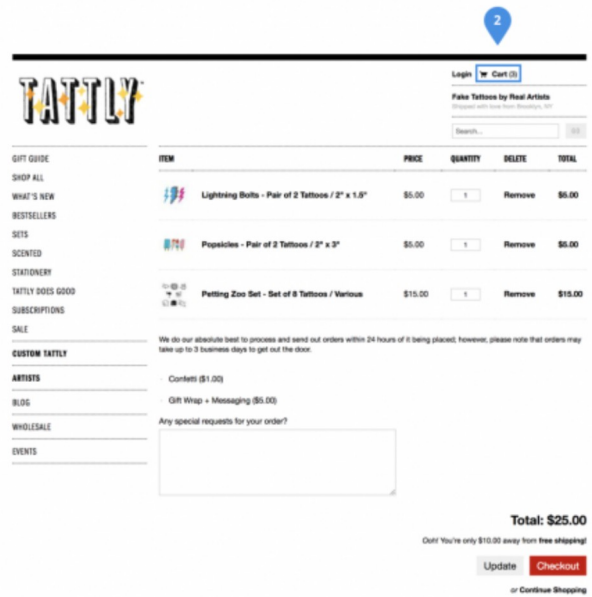 2
TATTLY
Login Cart (3)
Fake Tattoos by Real Artists
Shipped with love from Brooklyn, NY
Search...
GIFT GUIDE
SHOP ALL
WHAT'S NEW
BESTSELLERS
SETS
SCENTED
STATIONERY
TATTLY DOES GOOD
SUBSCRIPTIONS
SALE
CUSTOM TATTLY
ARTISTS
BLOG
WHOLESALE
EVENTS
ITEM PRICE QUANTITY DELETE TOTAL
Lightning Bolts - Pair of 2 Tattoos / 2" x 1.5" $5.00 1 Remove $5.00
Popsicles - Pair of 2 Tattoos / 2" x 3" $5.00 1 Remove $5.00
Petting Zoo Set - Set of 8 Tattoos / Various $15.00 1 Remove $15.00
We do our absolute best to process and send out orders within 24 hours of it being placed; however, please note that orders may
take up to 3 business days to get out the door.
Confetti ($1.00)
Gift Wrap + Messaging ($5.00)
Any special requests for your order?
Total: $25.00
Ooh! You're only $10.00 away from free shipping!
Update Checkout
or Continue Shopping